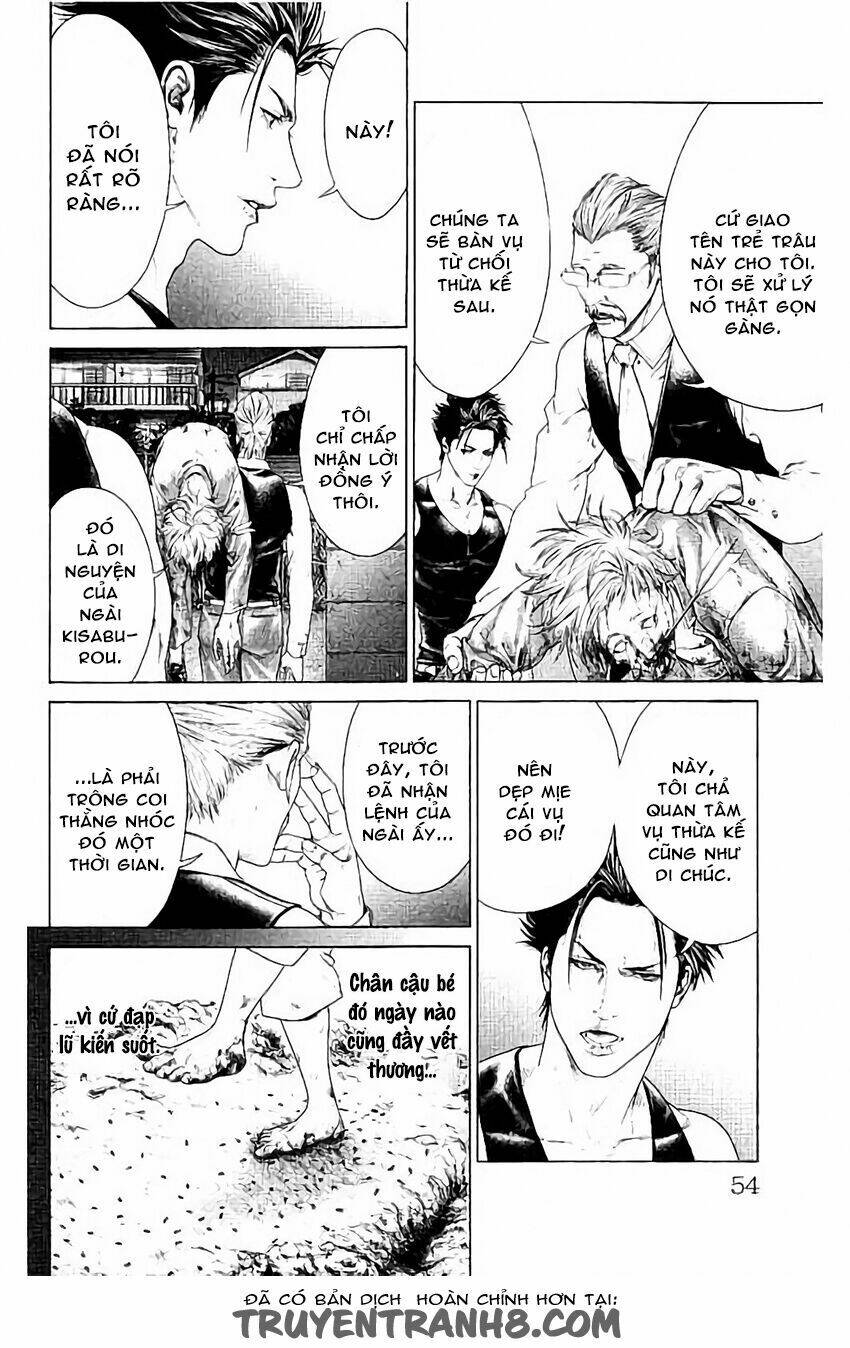 CỨ GIAO
TÊN TRẺ TRÂU
NÀY CHO TÔI.
TÔI SẼ XỬ LÝ
NÓ THẬT GỌN
GÀNG.
CHÚNG TA
SẼ BÀN VỤ
TỪ CHỐI
THỪA KẾ
SAU.
NÀY!
TÔI
ĐÃ NÓI
RẤT RÕ
RÀNG...
TÔI
CHỈ CHẤP
NHẬN LỜI
ĐỒNG Ý
THÔI.
ĐÓ
LÀ DI
NGUYỆN
CỦA
NGÀI
KISABU-
ROU.
NÀY,
TÔI CHẢ
QUAN TÂM
VỤ THỪA KẾ
CŨNG NHƯ
DI CHÚC.
NÊN
DẸP MỊE
CÁI VỤ
ĐÓ ĐI!
TRƯỚC
ĐÂY, TÔI
ĐÃ NHẬN
LỆNH CỦA
NGÀI ẤY...
...LÀ PHẢI
TRÔNG COI
THẰNG NHÓC
ĐÓ MỘT
THỜI GIAN.
Chân cậu bé
đó ngày nào
cũng đầy vết
thương!..
...vì cứ đạp
lũ kiến suốt.
54
ĐÃ CÓ BẢN DỊCH HOÀN CHỈNH HƠN TẠI:
TRUYENTRANH8.COM